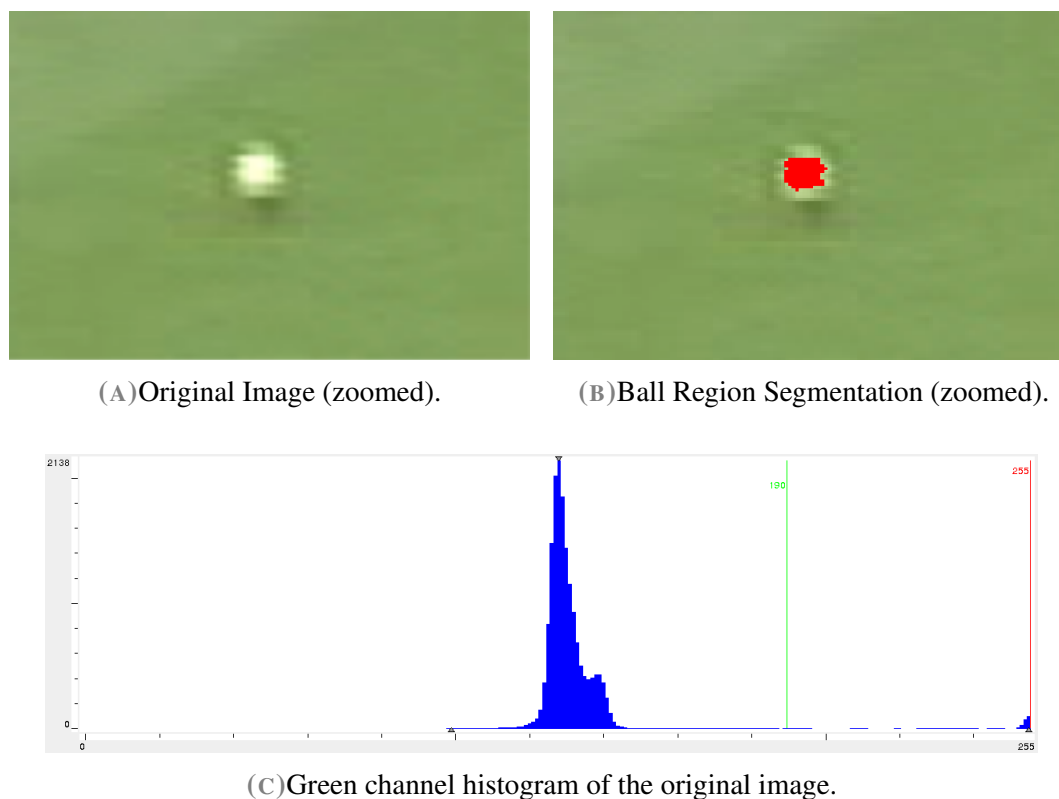 (A)Original Image (zoomed).
(B)Ball Region Segmentation (zoomed).
2138
255
190
0
0
255
(C)Green channel histogram of the original image.